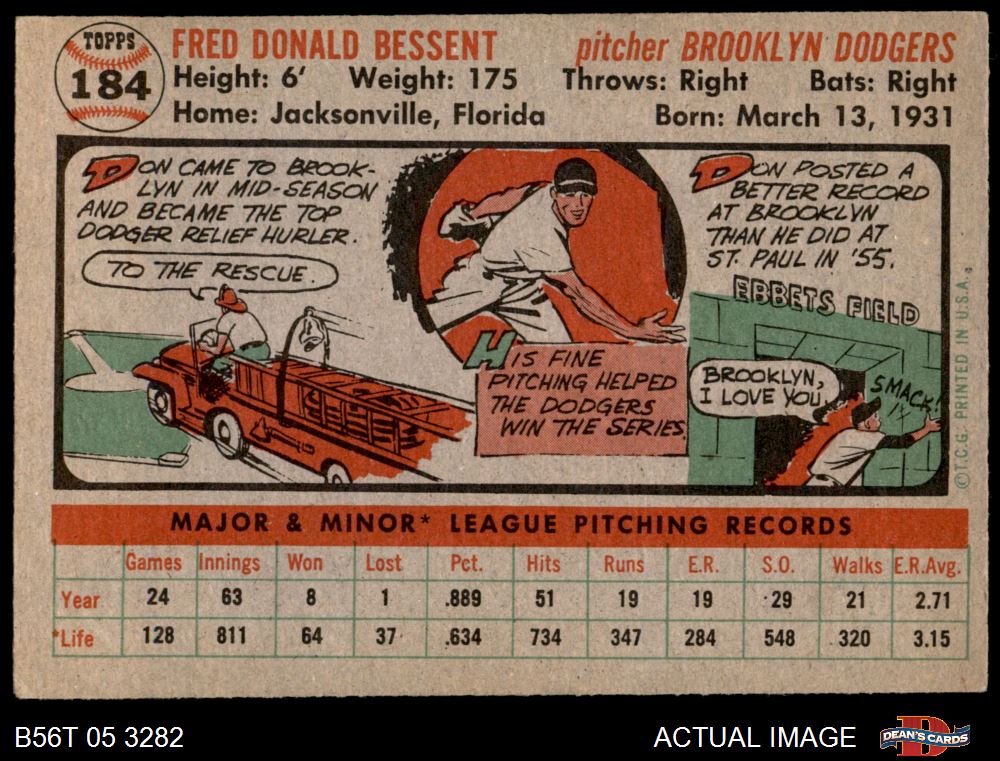 TOPPS
184
FRED DONALD BESSENT
pitcher BROOKLYN DODGERS
Height: 6' Weight: 175 Throws: Right Bats: Right
Home: Jacksonville, Florida Born: March 13, 1931
DON CAME TO BROOK-
LYN IN MID-SEASON
AND BECAME THE TOP
DODGER RELIEF HURLER.
TO THE RESCUE.
HIS FINE
PITCHING HELPED
THE DODGERS
WIN THE SERIES.
DON POSTED A
BETTER RECORD
AT BROOKLYN
THAN HE DID AT
ST. PAUL IN '55.
EBBETS FIELD
BROOKLYN,
I LOVE YOU.
SMACK!
©T.C.G. PRINTED IN U.S.A.
MAJOR & MINOR* LEAGUE PITCHING RECORDS
Games Innings Won Lost Pct. Hits Runs E.R. S.O. Walks E.R.Avg.
Year 24 63 8 1 .889 51 19 19 29 21 2.71
*Life 128 811 64 37 .634 734 347 284 548 320 3.15
B56T 05 3282
ACTUAL IMAGE
D
DEAN'S CARDS